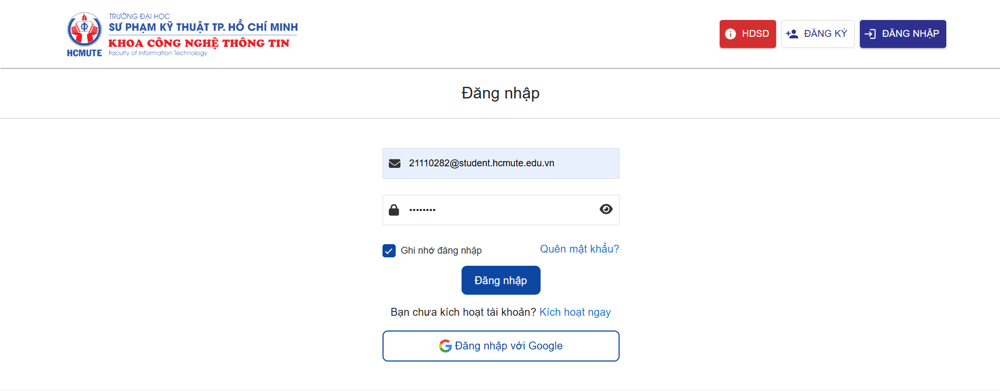 TRƯỜNG ĐẠI HỌC
SƯ PHẠM KỸ THUẬT TP. HỒ CHÍ MINH
KHOA CÔNG NGHỆ THÔNG TIN
HCMUTE
Faculty of Information Technology
HDSD
ĐĂNG KÝ
ĐĂNG NHẬP
Đăng nhập
21110282@student.hcmute.edu.vn
••••••••
Ghi nhớ đăng nhập
Quên mật khẩu?
Đăng nhập
Bạn chưa kích hoạt tài khoản? Kích hoạt ngay
Đăng nhập với Google